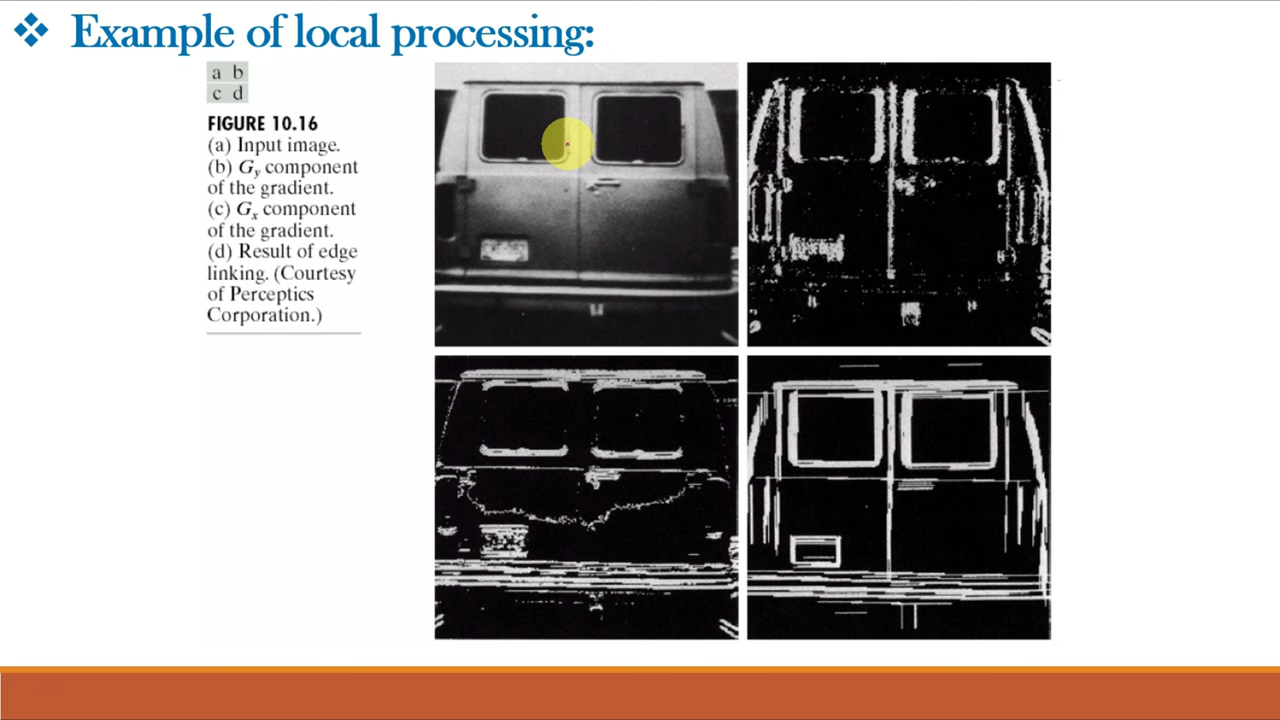 ❖ Example of local processing:
a b
c d
FIGURE 10.16
(a) Input image.
(b) Gy component
of the gradient.
(c) Gx component
of the gradient.
(d) Result of edge
linking. (Courtesy
of Perceptics
Corporation.)